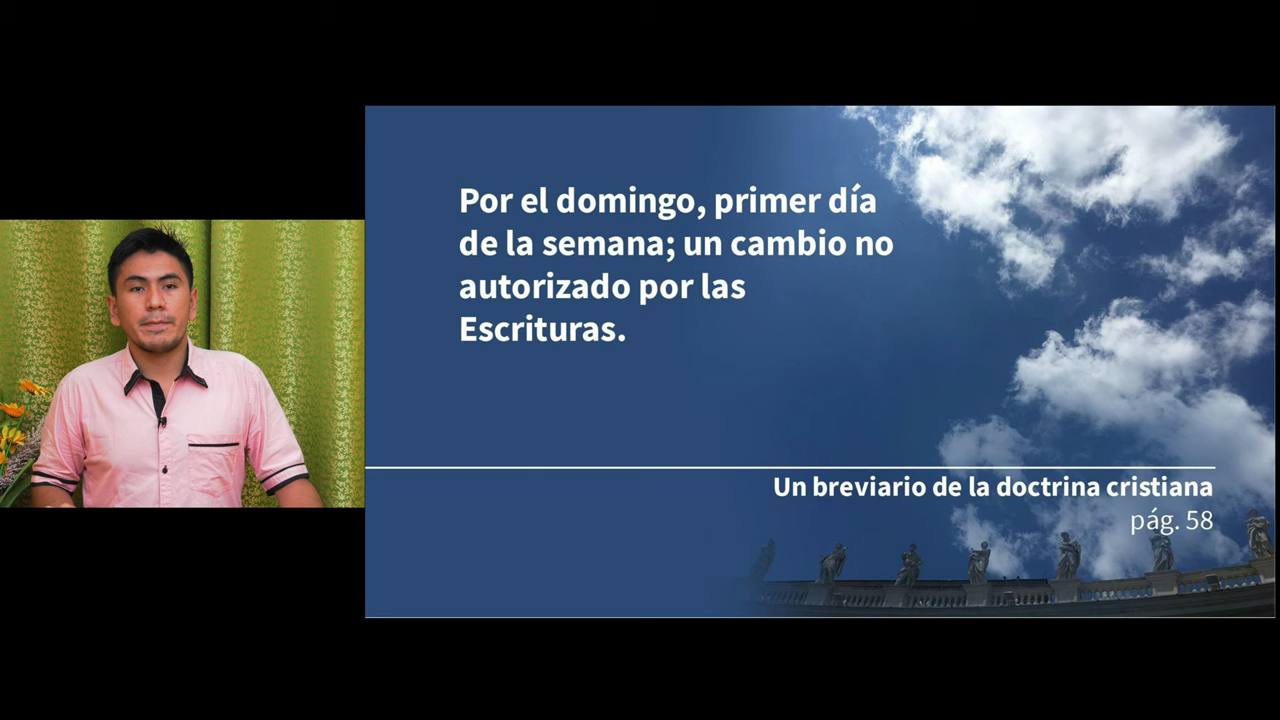 Por el domingo, primer día
de la semana; un cambio no
autorizado por las
Escrituras.
Un breviario de la doctrina cristiana
pág. 58